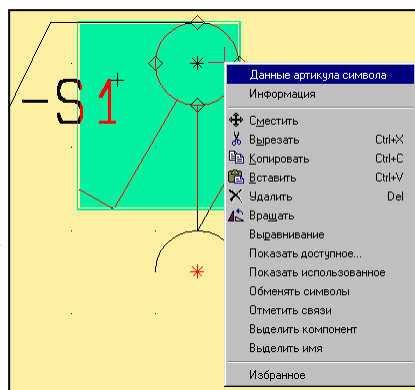 -S1
Данные артикула символа
Информация
Сместить
Вырезать Ctrl+X
Копировать Ctrl+C
Вставить Ctrl+V
Удалить Del
Вращать
Выравнивание
Показать доступное...
Показать использованное
Обменять символы
Отметить связи
Выделить компонент
Выделить имя
Избранное